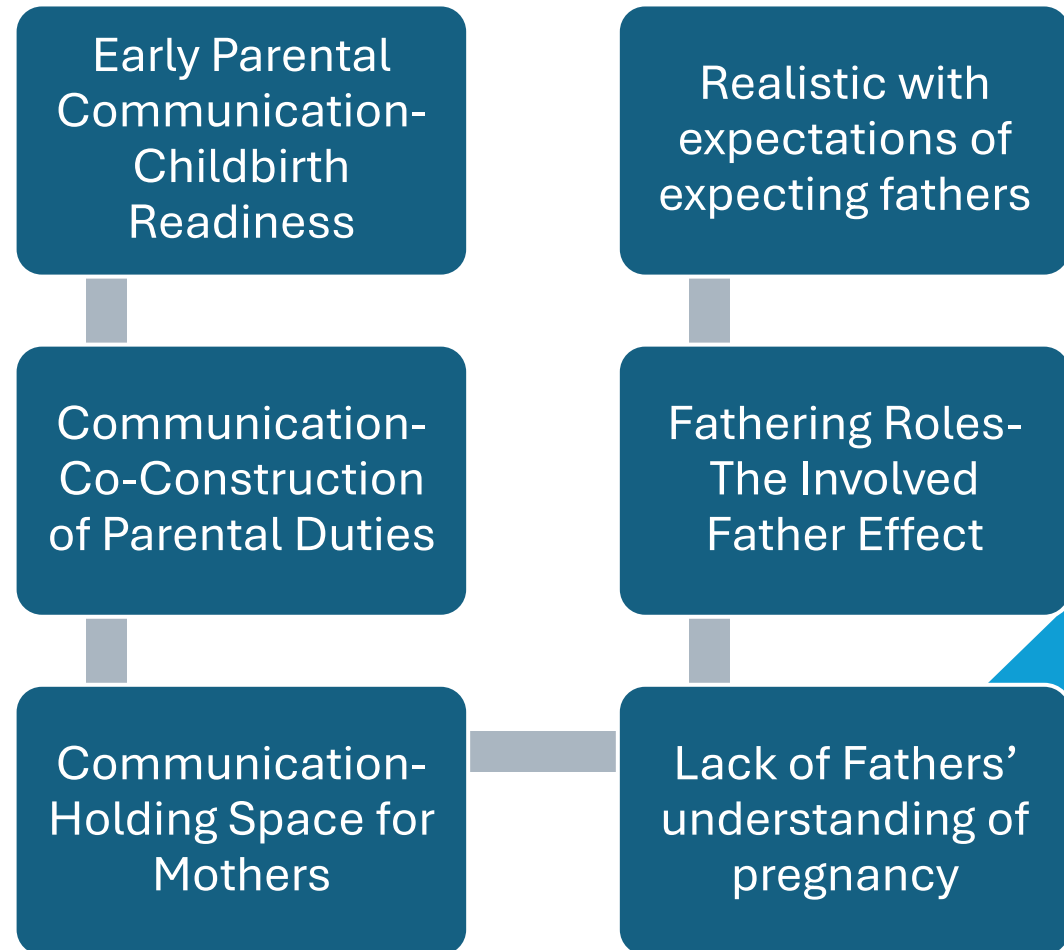 Early Parental
Communication-
Childbirth
Readiness
Communication-
Co-Construction
of Parental Duties
Communication-
Holding Space for
Mothers
Lack of Fathers’
understanding of
pregnancy
Fathering Roles-
The Involved
Father Effect
Realistic with
expectations of
expecting fathers